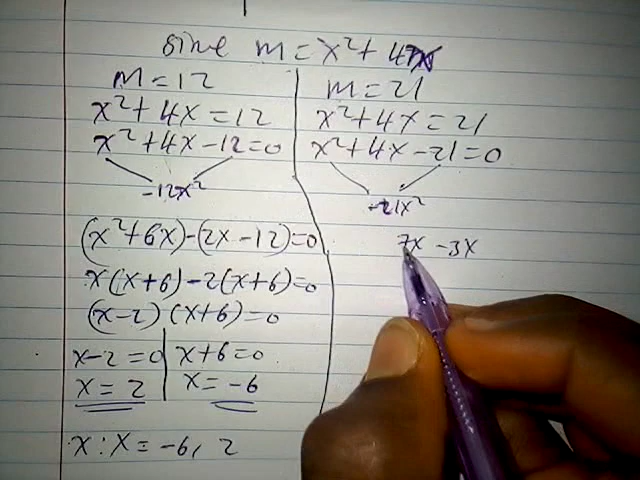 since m = x² + 4x
m = 12
x² + 4x = 12
x² + 4x - 12 = 0
-12x²
(x² + 6x) - (2x - 12) = 0
x(x + 6) - 2(x + 6) = 0
(x - 2) (x + 6) = 0
x - 2 = 0 x + 6 = 0
x = 2 x = -6
x : x = -6, 2
m = 21
x² + 4x = 21
x² + 4x - 21 = 0
-21x²
7x - 3x